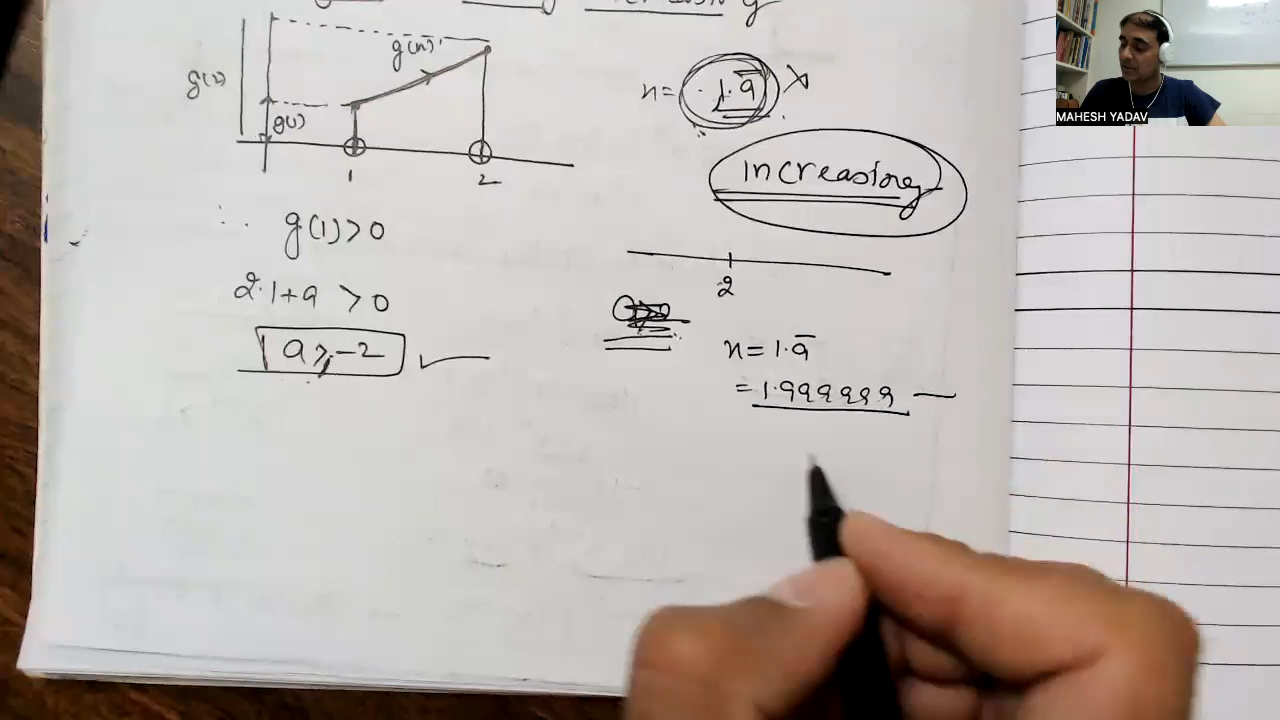 g(x)
g(2)
g(1)
1 2
∴ g(1) > 0
2·1+a > 0
a ≥ -2
x = 1.9̅
increasing
2
x = 1.9̅
= 1.999999
MAHESH YADAV